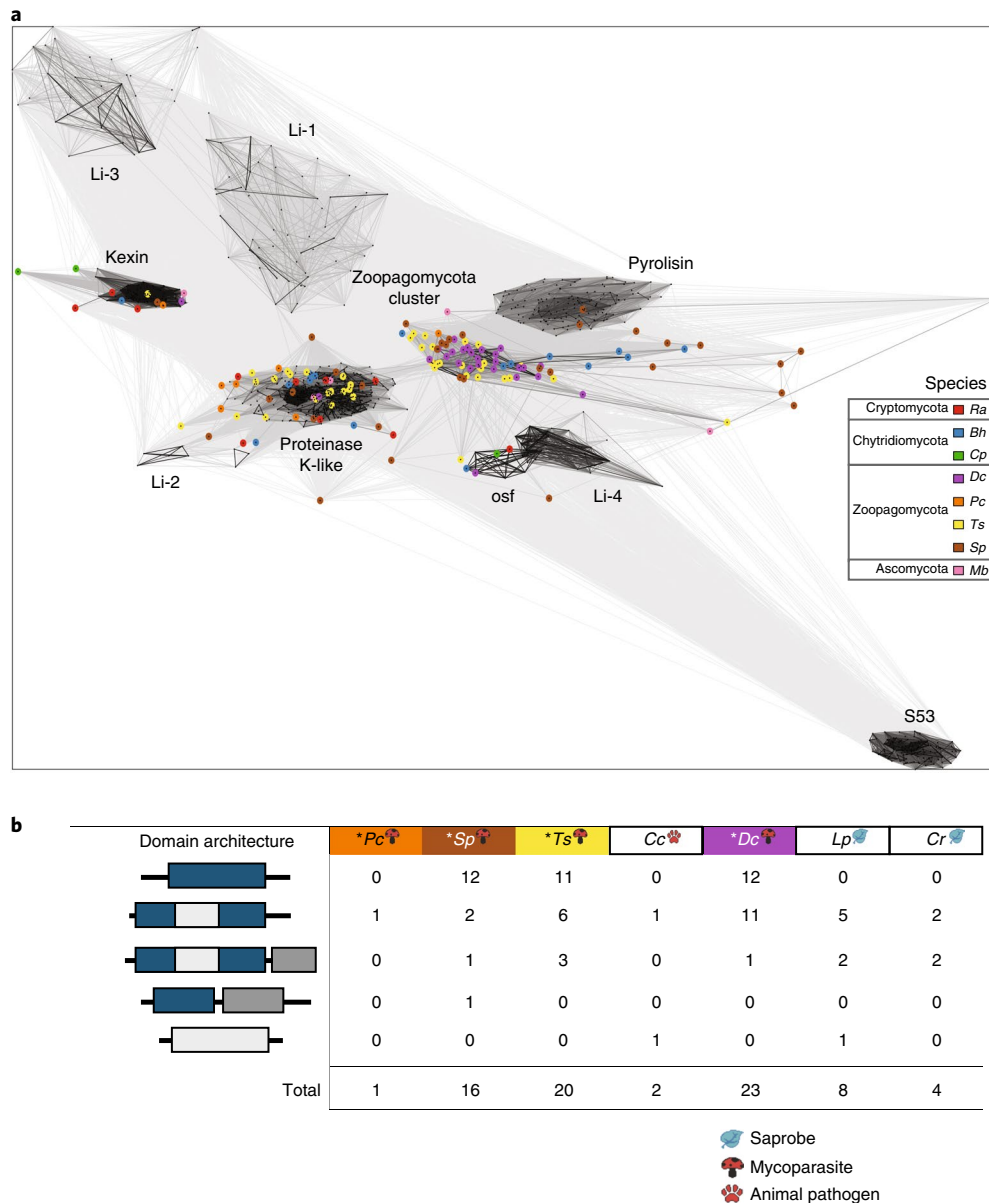 a
Li-1
Li-3
Kexin
Zoopagomycota
cluster
Pyrolisin
Species
Cryptomycota Ra
Chytridiomycota Bh
Cp
Zoopagomycota Dc
Pc
Ts
Sp
Ascomycota Mb
Proteinase
K-like
Li-2
osf
Li-4
S53
b
Domain architecture *Pc *Sp *Ts Cc *Dc Lp Cr
0 12 11 0 12 0 0
1 2 6 1 11 5 2
0 1 3 0 1 2 2
0 1 0 0 0 0 0
0 0 0 1 0 1 0
Total 1 16 20 2 23 8 4
Saprobe
Mycoparasite
Animal pathogen